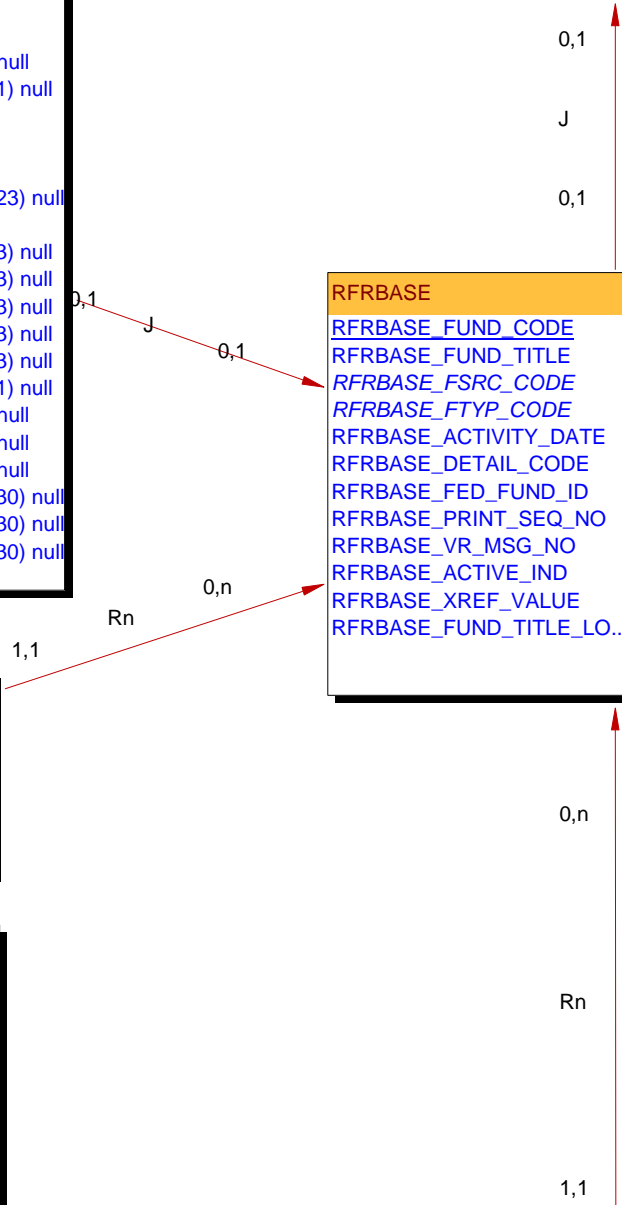 0,1
null
1) null
J
23) null
0,1
3) null
3) null
RFRBASE
0,1
3) null
J
RFRBASE_FUND_CODE
3) null
0,1
RFRBASE_FUND_TITLE
3) null
RFRBASE_FSRC_CODE
1) null
RFRBASE_FTYP_CODE
null
RFRBASE_ACTIVITY_DATE
null
RFRBASE_DETAIL_CODE
null
RFRBASE_FED_FUND_ID
30) null
RFRBASE_PRINT_SEQ_NO
30) null
RFRBASE_VR_MSG_NO
30) null
RFRBASE_ACTIVE_IND
0,n
RFRBASE_XREF_VALUE
Rn
RFRBASE_FUND_TITLE_LO..
1,1
0,n
Rn
1,1